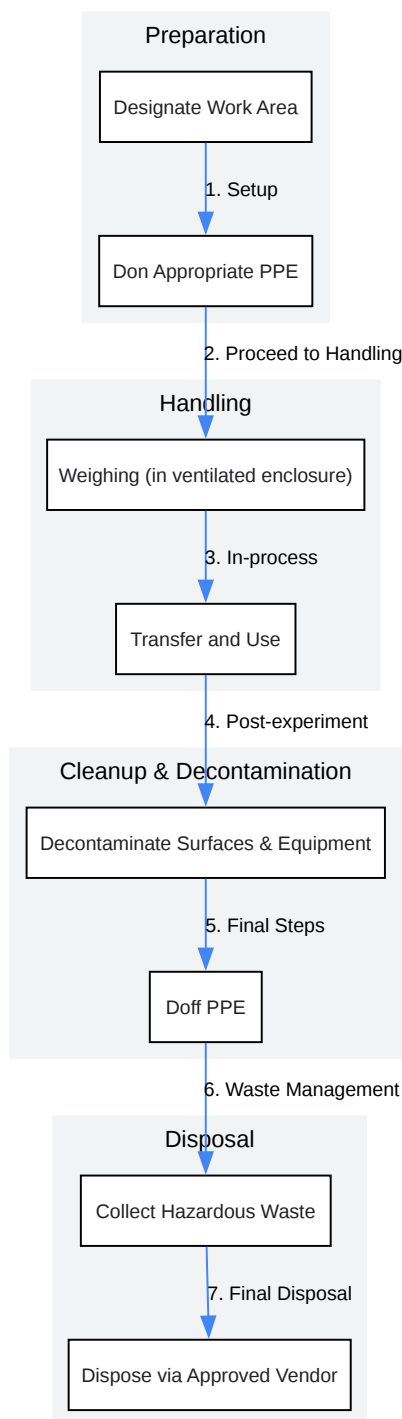 Preparation
Designate Work Area
1. Setup
Don Appropriate PPE
2. Proceed to Handling
Handling
Weighing (in ventilated enclosure)
3. In-process
Transfer and Use
4. Post-experiment
Cleanup & Decontamination
Decontaminate Surfaces & Equipment
5. Final Steps
Doff PPE
6. Waste Management
Disposal
Collect Hazardous Waste
7. Final Disposal
Dispose via Approved Vendor